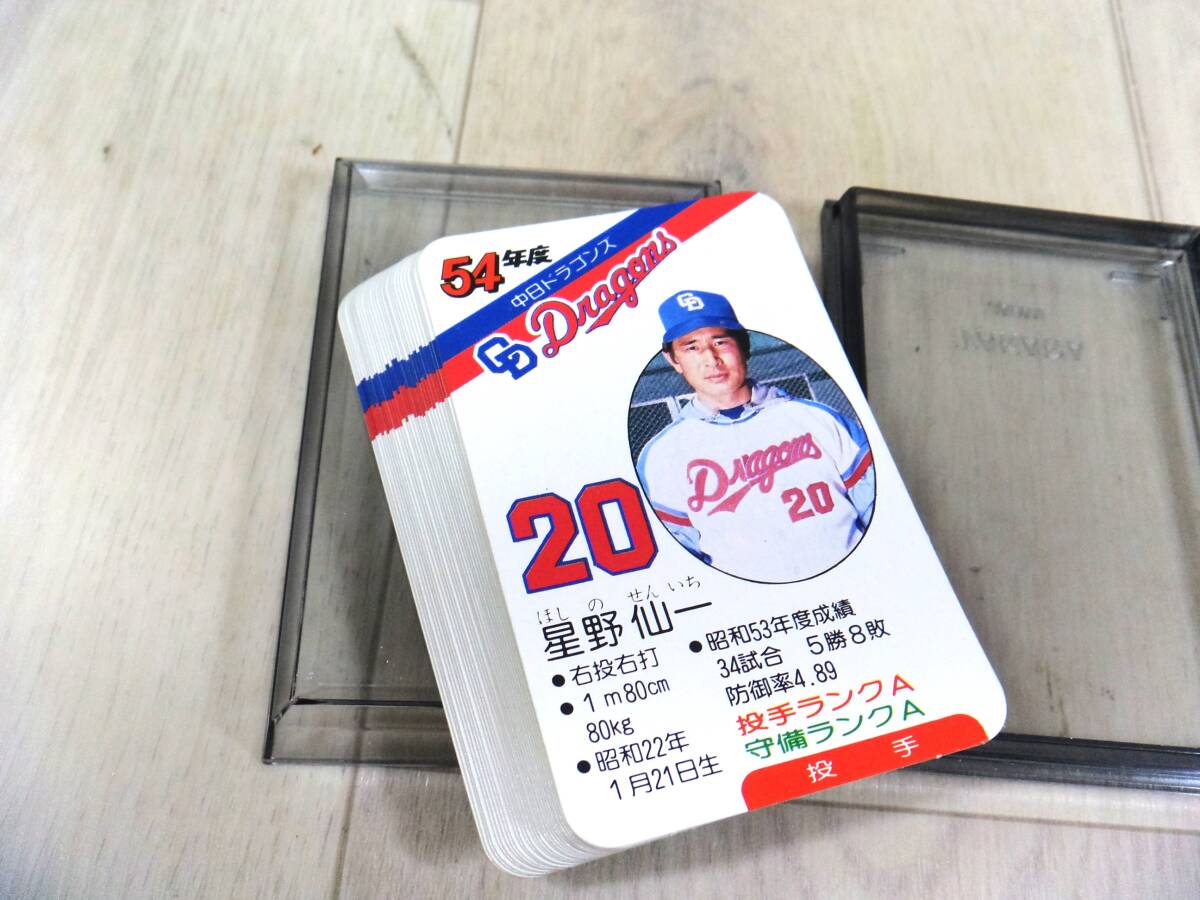 54年度
中日ドラゴンズ
CD Dragons
CD
Dragons
20
20
ほし の せん いち
星野仙一
●右投右打
●1m80cm
80kg
●昭和22年
1月21日生
●昭和53年度成績
34試合 5勝8敗
防御率4.89
投手ランクA
守備ランクA
投手